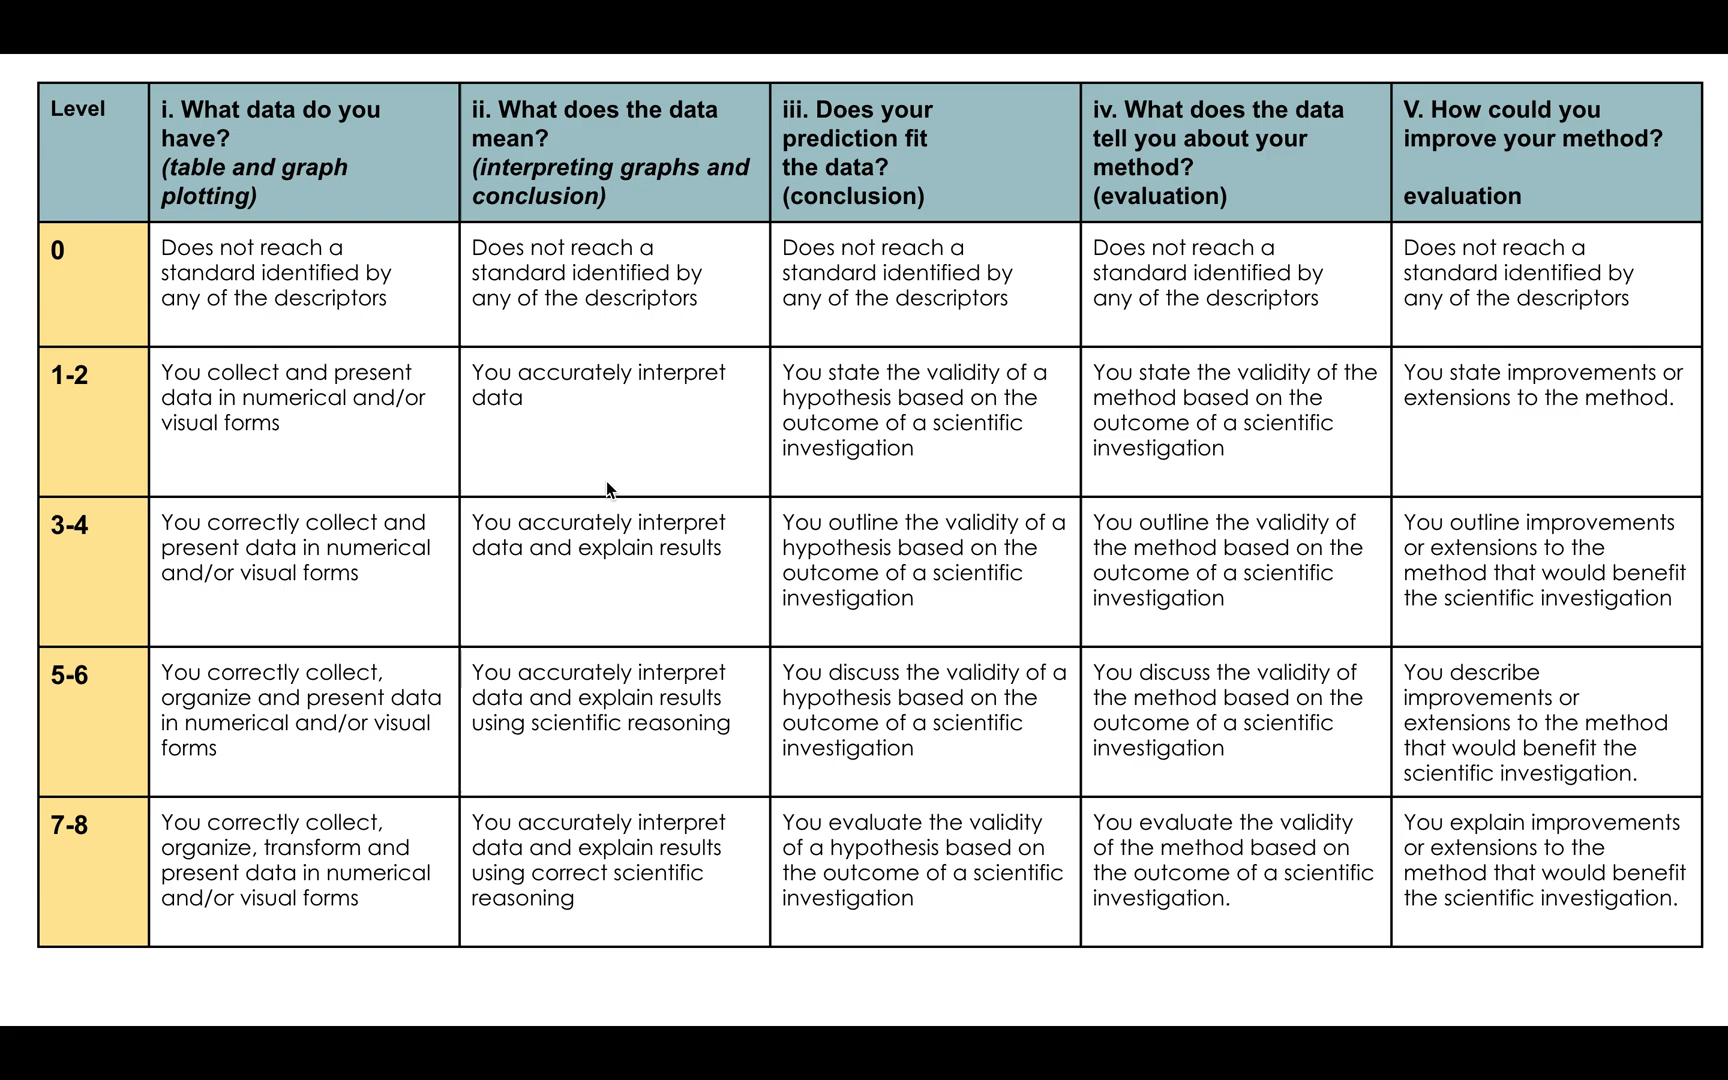 Level
i. What data do you
have?
(table and graph
plotting)
ii. What does the data
mean?
(interpreting graphs and
conclusion)
iii. Does your
prediction fit
the data?
(conclusion)
iv. What does the data
tell you about your
method?
(evaluation)
V. How could you
improve your method?
evaluation
0
Does not reach a
standard identified by
any of the descriptors
Does not reach a
standard identified by
any of the descriptors
Does not reach a
standard identified by
any of the descriptors
Does not reach a
standard identified by
any of the descriptors
Does not reach a
standard identified by
any of the descriptors
1-2
You collect and present
data in numerical and/or
visual forms
You accurately interpret
data
You state the validity of a
hypothesis based on the
outcome of a scientific
investigation
You state the validity of the
method based on the
outcome of a scientific
investigation
You state improvements or
extensions to the method.
3-4
You correctly collect and
present data in numerical
and/or visual forms
You accurately interpret
data and explain results
You outline the validity of a
hypothesis based on the
outcome of a scientific
investigation
You outline the validity of
the method based on the
outcome of a scientific
investigation
You outline improvements
or extensions to the
method that would benefit
the scientific investigation
5-6
You correctly collect,
organize and present data
in numerical and/or visual
forms
You accurately interpret
data and explain results
using scientific reasoning
You discuss the validity of a
hypothesis based on the
outcome of a scientific
investigation
You discuss the validity of
the method based on the
outcome of a scientific
investigation
You describe
improvements or
extensions to the method
that would benefit the
scientific investigation.
7-8
You correctly collect,
organize, transform and
present data in numerical
and/or visual forms
You accurately interpret
data and explain results
using correct scientific
reasoning
You evaluate the validity
of a hypothesis based on
the outcome of a scientific
investigation
You evaluate the validity
of the method based on
the outcome of a scientific
investigation.
You explain improvements
or extensions to the
method that would benefit
the scientific investigation.